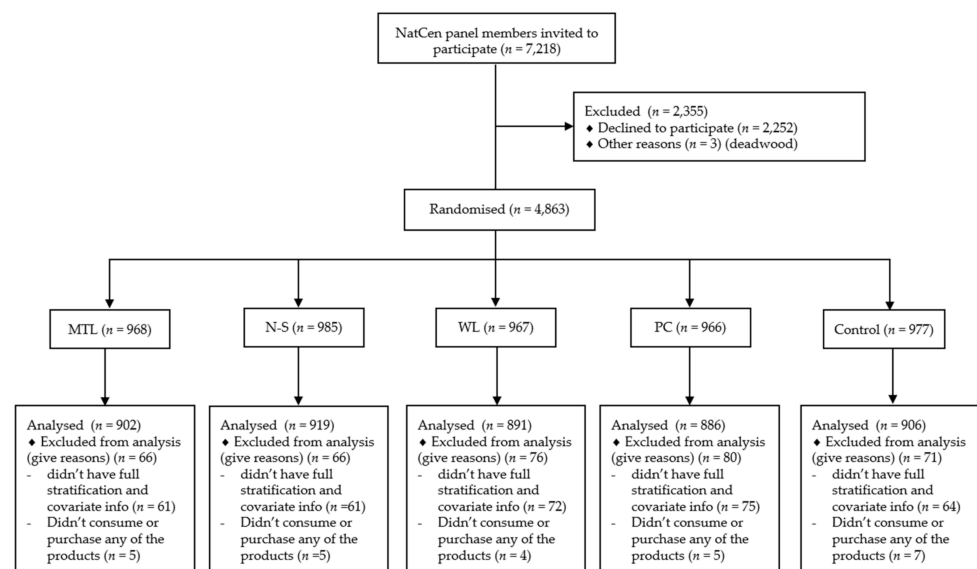 NatCen panel members invited to
participate (n = 7,218)
Excluded (n = 2,355)
♦ Declined to participate (n = 2,252)
♦ Other reasons (n = 3) (deadwood)
Randomised (n = 4,863)
MTL (n = 968)
N-S (n = 985)
WL (n = 967)
PC (n = 966)
Control (n = 977)
Analysed (n = 902)
♦ Excluded from analysis
(give reasons) (n = 66)
- didn't have full
stratification and
covariate info (n = 61)
- Didn't consume or
purchase any of the
products (n = 5)
Analysed (n = 919)
♦ Excluded from analysis
(give reasons) (n = 66)
- didn't have full
stratification and
covariate info (n =61)
- Didn't consume or
purchase any of the
products (n =5)
Analysed (n = 891)
♦ Excluded from analysis
(give reasons) (n = 76)
- didn't have full
stratification and
covariate info (n = 72)
- Didn't consume or
purchase any of the
products (n = 4)
Analysed (n = 886)
♦ Excluded from analysis
(give reasons) (n = 80)
- didn't have full
stratification and
covariate info (n = 75)
- Didn't consume or
purchase any of the
products (n = 5)
Analysed (n = 906)
♦ Excluded from analysis
(give reasons) (n = 71)
- didn't have full
stratification and
covariate info (n = 64)
- Didn't consume or
purchase any of the
products (n = 7)